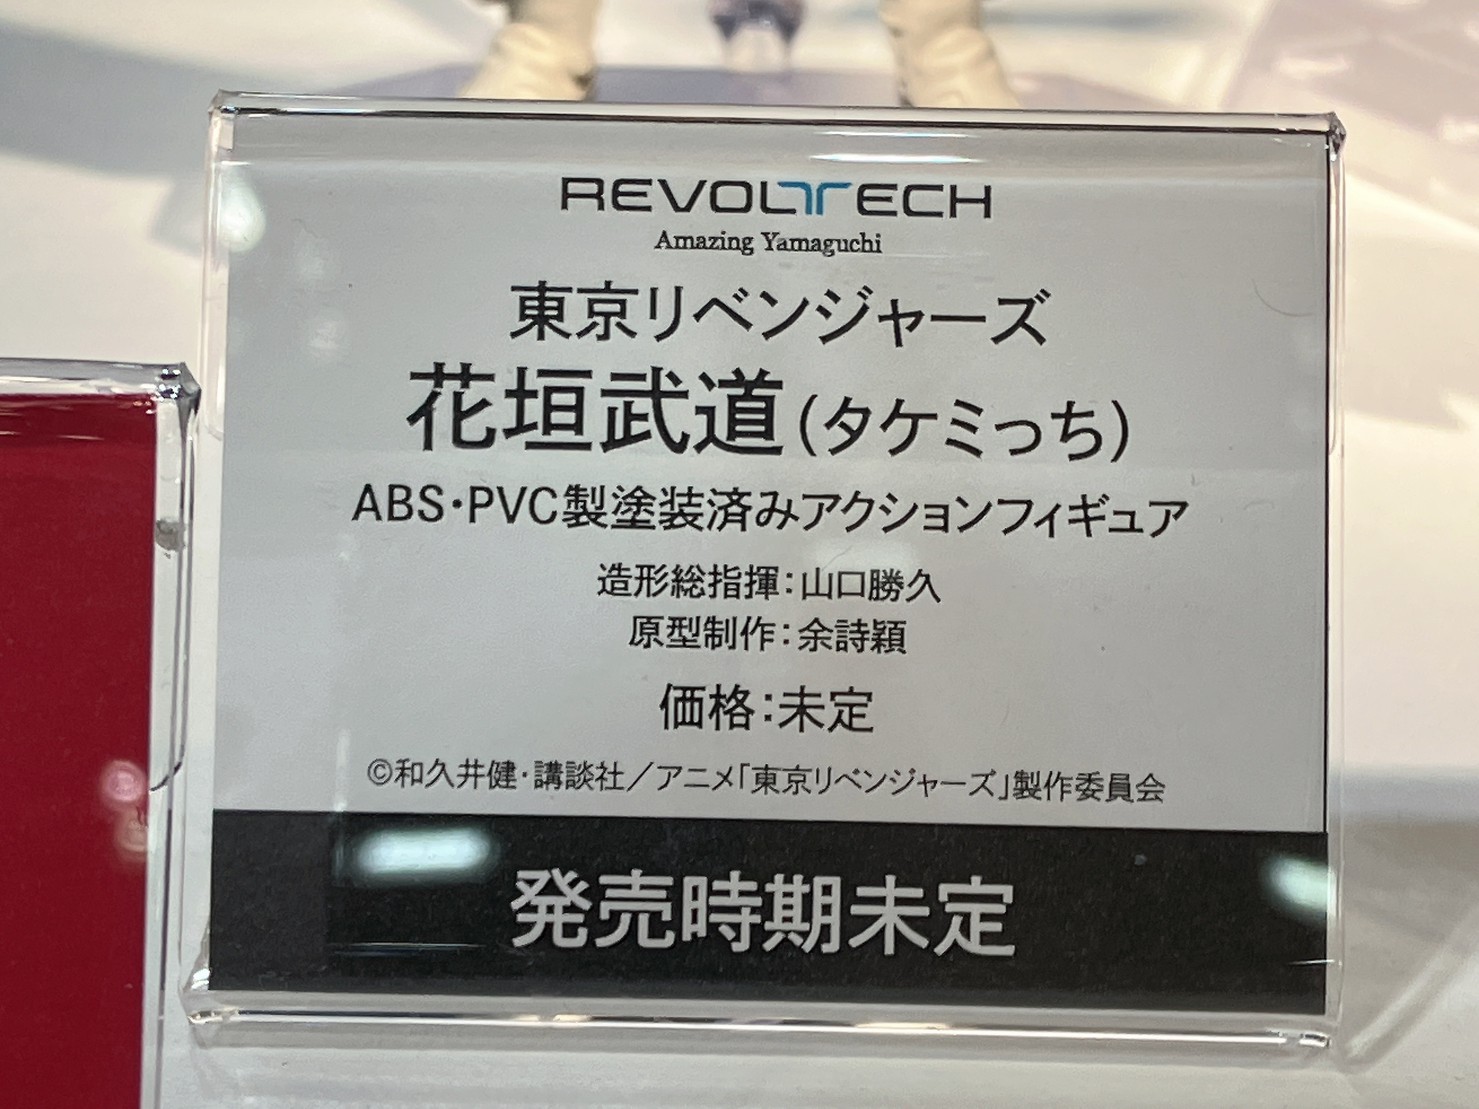 REVOLTECH
Amazing Yamaguchi
東京リベンジャーズ
花垣武道(タケミっち)
ABS・PVC製塗装済みアクションフィギュア
造形総指揮:山口勝久
原型制作:余詩穎
価格:未定
©和久井健・講談社/アニメ「東京リベンジャーズ」製作委員会
発売時期未定